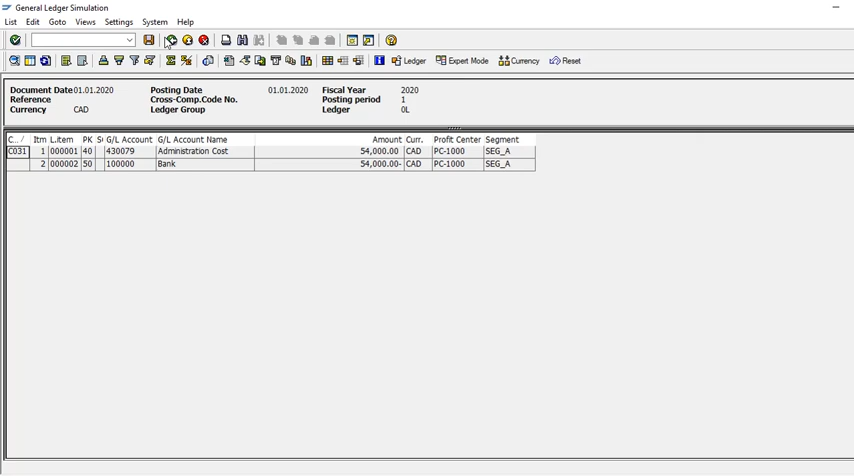 General Ledger Simulation
List Edit Goto Views Settings System Help
Ledger Expert Mode Currency Reset
Document Date 01.01.2020 Posting Date 01.01.2020 Fiscal Year 2020
Reference Cross-Comp.Code No. Posting period 1
Currency CAD Ledger Group Ledger 0L
C.. Itm L.item PK G/L Account G/L Account Name Amount Curr. Profit Center Segment
C031 1 000001 40 430079 Administration Cost 54,000.00 CAD PC-1000 SEG_A
2 000002 50 100000 Bank 54,000.00- CAD PC-1000 SEG_A